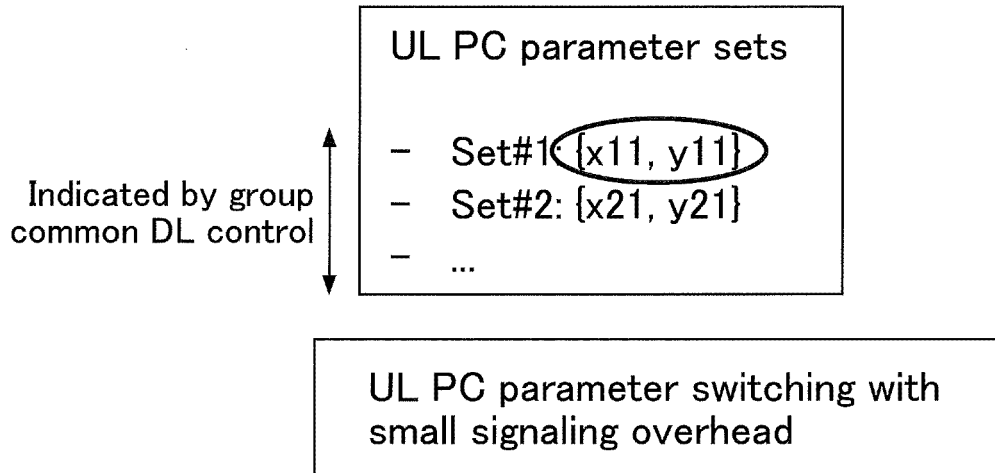 UL PC parameter sets
– Set#1: {x11, y11}
– Set#2: {x21, y21}
– ...
Indicated by group
common DL control
UL PC parameter switching with
small signaling overhead